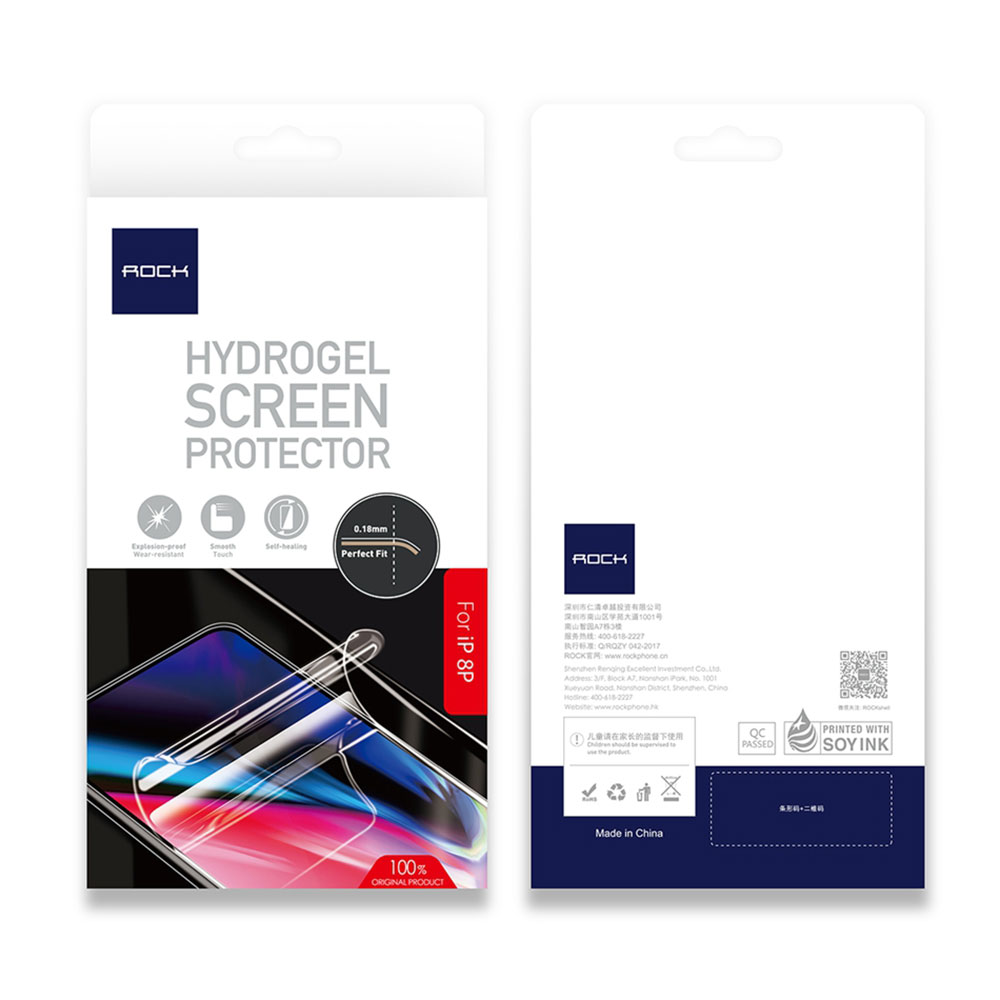 ROCK
HYDROGEL
SCREEN
PROTECTOR
Explosion-proof
Wear-resistant
Smooth
Touch
Self-healing
0.18mm
Perfect Fit
For iP 8P
100%
ORIGINAL PRODUCT
ROCK
深圳市仁清卓越投资有限公司
深圳市南山区学苑大道1001号
南山智园A7栋3楼
服务热线: 400-618-2227
执行标准: Q/RQZY 042-2017
ROCK官网: www.rockphone.cn
Shenzhen Renqing Excellent Investment Co.,Ltd.
Address: 3/F, Block A7, Nanshan iPark, No. 1001
Xueyuan Road, Nanshan District, Shenzhen, China
Hotline: 400-618-2227
Website: www.rockphone.hk
微信关注: ROCKshell
儿童请在家长的监督下使用
Children should be supervised to
use the product.
RoHS
QC
PASSED
PRINTED WITH
SOY INK
Made in China
条形码+二维码